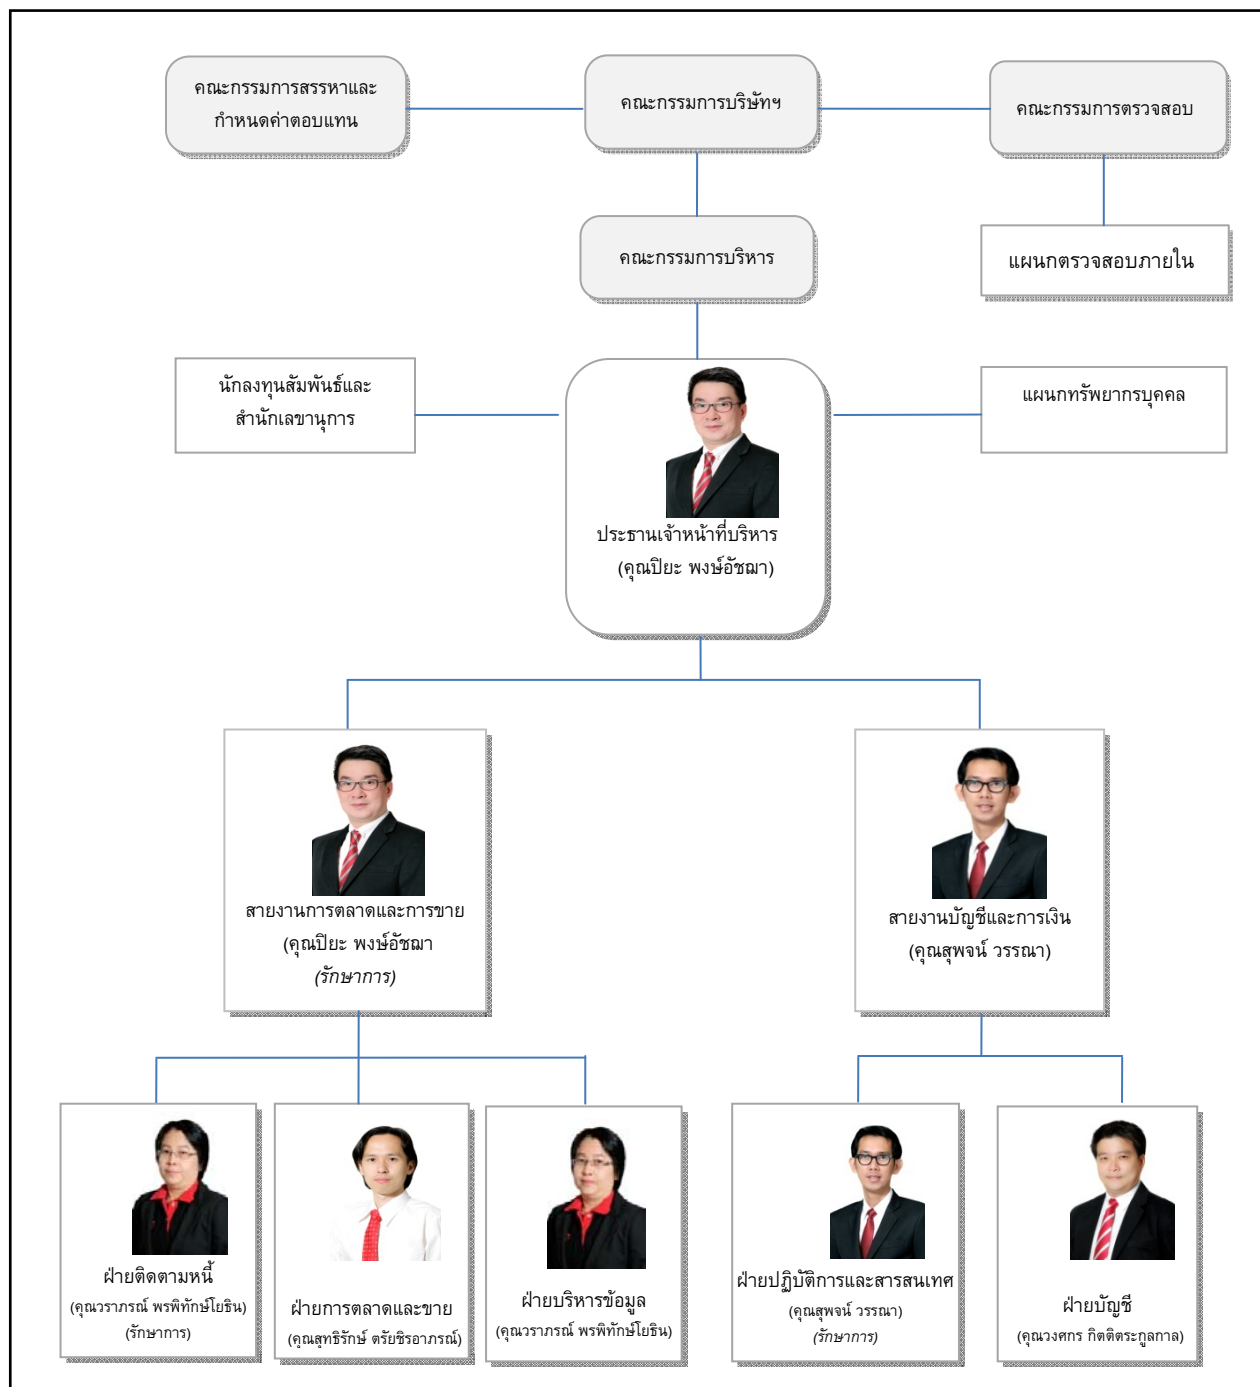 คณะกรรมการสรรหาและ
กำหนดค่าตอบแทน
คณะกรรมการบริษัทฯ
คณะกรรมการตรวจสอบ
คณะกรรมการบริหาร
แผนกตรวจสอบภายใน
นักลงทุนสัมพันธ์และ
สำนักเลขานุการ
แผนกทรัพยากรบุคคล
ประธานเจ้าหน้าที่บริหาร
(คุณปิยะ พงษ์อัชฌา)
สายงานการตลาดและการขาย
(คุณปิยะ พงษ์อัชฌา
(รักษาการ)
สายงานบัญชีและการเงิน
(คุณสุพจน์ วรรณา)
ฝ่ายติดตามหนี้
(คุณวราภรณ์ พรพิทักษ์โยธิน)
(รักษาการ)
ฝ่ายการตลาดและขาย
(คุณสุทธิรักษ์ ตรัยชิรอาภรณ์)
ฝ่ายบริหารข้อมูล
(คุณวราภรณ์ พรพิทักษ์โยธิน)
ฝ่ายปฏิบัติการและสารสนเทศ
(คุณสุพจน์ วรรณา)
(รักษาการ)
ฝ่ายบัญชี
(คุณวงศกร กิตติตระกูลกาล)